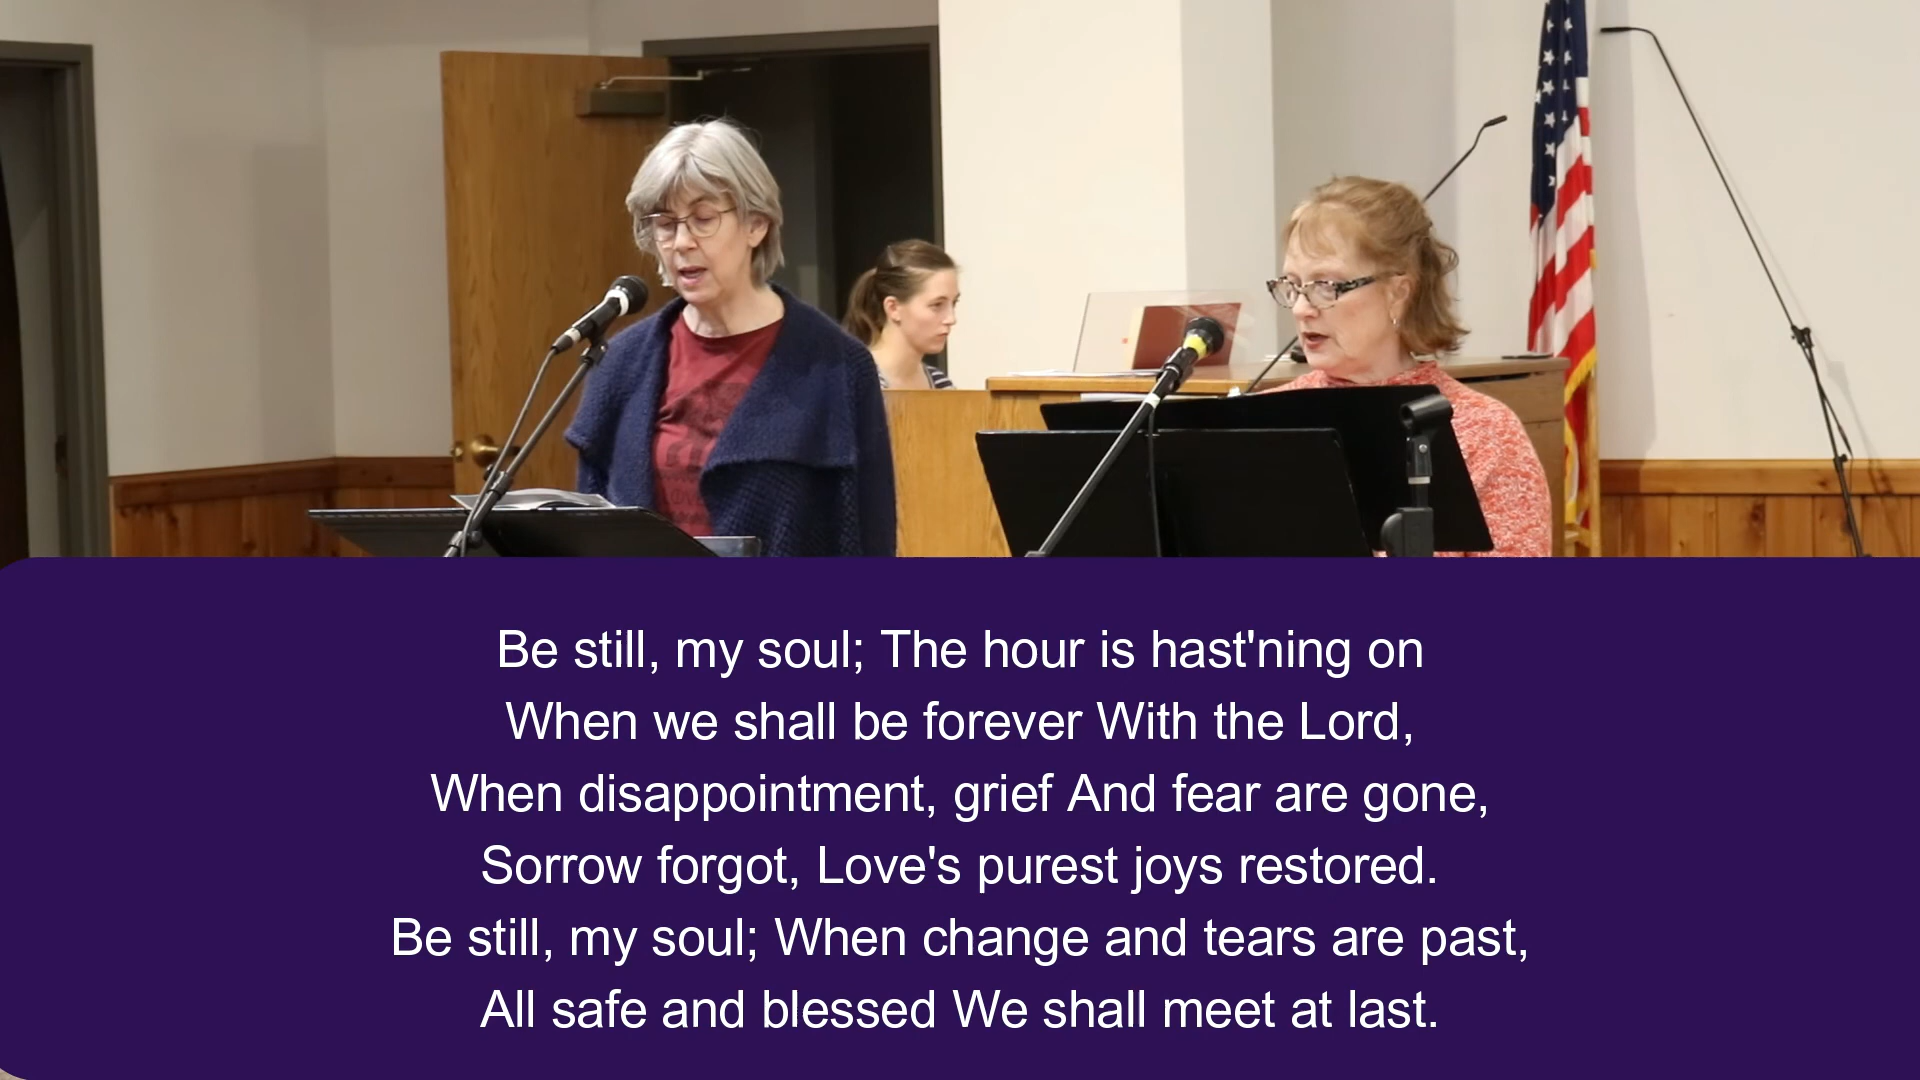 Be still, my soul; The hour is hast'ning on
When we shall be forever With the Lord,
When disappointment, grief And fear are gone,
Sorrow forgot, Love's purest joys restored.
Be still, my soul; When change and tears are past,
All safe and blessed We shall meet at last.